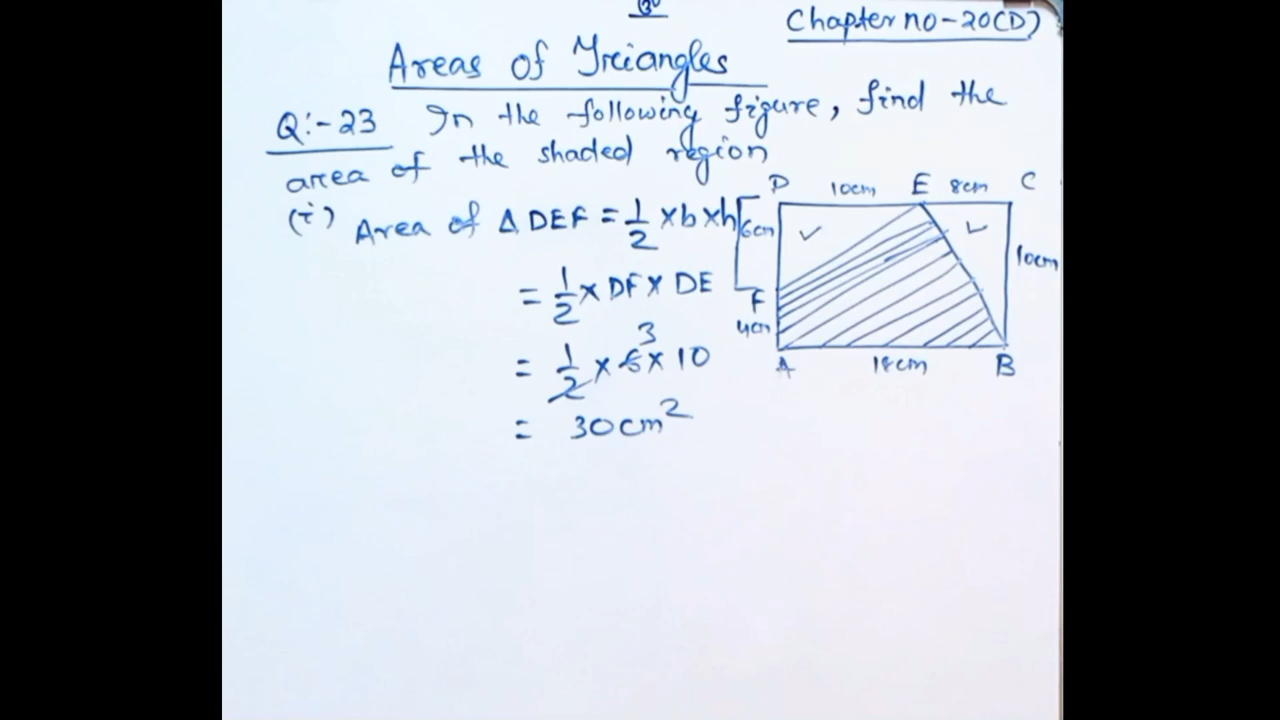 Chapter no-20(D)
Areas of Triangles
Q:-23 In the following figure, find the
area of the shaded region
(i) Area of Δ DEF = 1/2 × b × h
= 1/2 × DF × DE
3
= 1/2 × 6 × 10
= 30cm²
D 10cm E 8cm C
6cm
10cm
F
4cm
A 18cm B